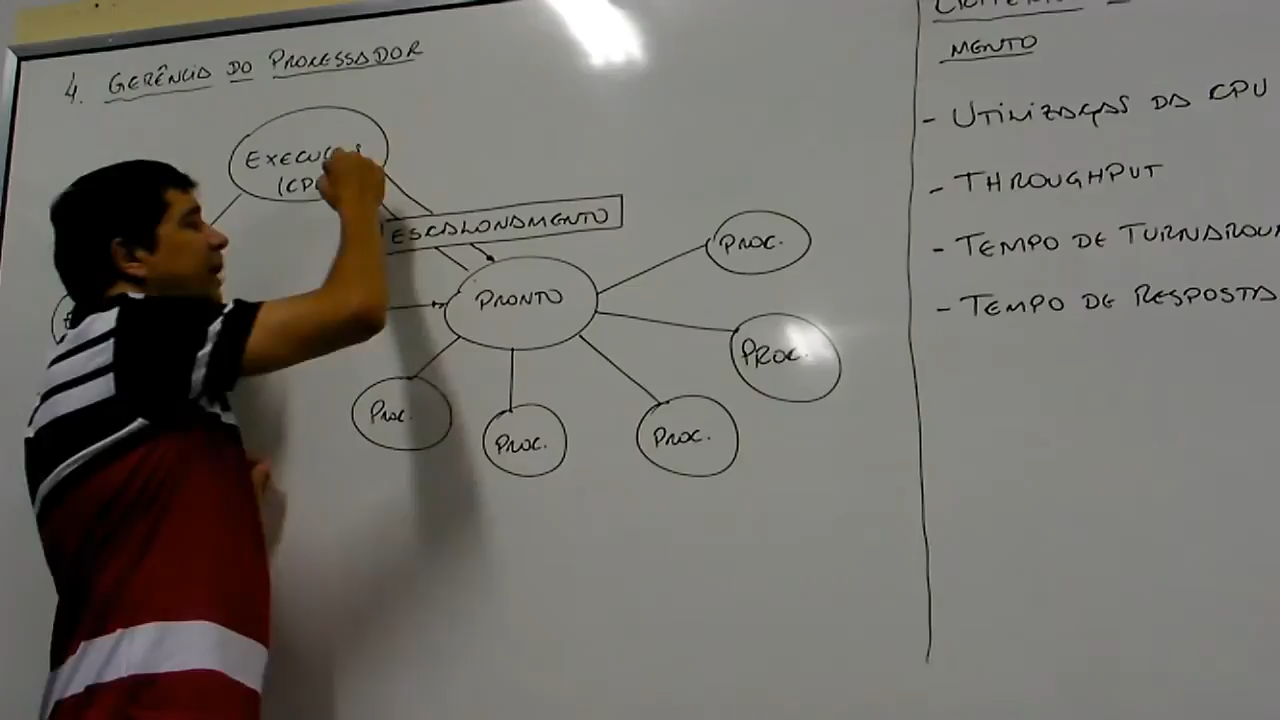 4. GERÊNCIA DO PROCESSADOR
(CP
ESCALONAMENTO
PRONTO
PROC.
PROC.
PROC.
PROC.
PROC.
MENTO
- UTILIZAÇÃO DA CPU
- THROUGHPUT
- TEMPO DE
- TEMPO DE RESPOSTA